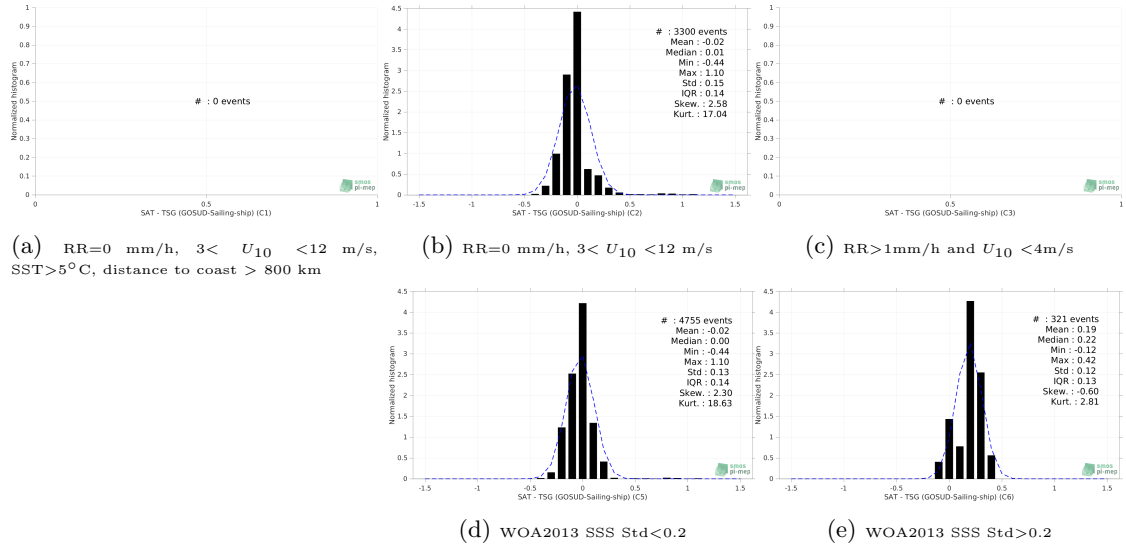 1
0.9
0.8
0.7
0.6
0.5
0.4
0.3
0.2
0.1
0
Normalized histogram
# : 0 events
0 0.5 1
SAT - TSG (GOSUD-Sailing-ship) (C1)
smos
pi-mep
(a) RR=0 mm/h, 3< U10 <12 m/s,
SST>5°C, distance to coast > 800 km
4.5
4
3.5
3
2.5
2
1.5
1
0.5
0
Normalized histogram
# : 3300 events
Mean : -0.02
Median : 0.01
Min : -0.44
Max : 1.10
Std : 0.15
IQR : 0.14
Skew. : 2.58
Kurt. : 17.04
-1.5 -1 -0.5 0 0.5 1 1.5
SAT - TSG (GOSUD-Sailing-ship) (C2)
smos
pi-mep
(b) RR=0 mm/h, 3< U10 <12 m/s
1
0.9
0.8
0.7
0.6
0.5
0.4
0.3
0.2
0.1
0
Normalized histogram
# : 0 events
0 0.5 1
SAT - TSG (GOSUD-Sailing-ship) (C3)
smos
pi-mep
(c) RR>1mm/h and U10 <4m/s
4.5
4
3.5
3
2.5
2
1.5
1
0.5
0
Normalized histogram
# : 4755 events
Mean : -0.02
Median : 0.00
Min : -0.44
Max : 1.10
Std : 0.13
IQR : 0.14
Skew. : 2.30
Kurt. : 18.63
-1.5 -1 -0.5 0 0.5 1 1.5
SAT - TSG (GOSUD-Sailing-ship) (C5)
smos
pi-mep
(d) WOA2013 SSS Std<0.2
4.5
4
3.5
3
2.5
2
1.5
1
0.5
0
Normalized histogram
# : 321 events
Mean : 0.19
Median : 0.22
Min : -0.12
Max : 0.42
Std : 0.12
IQR : 0.13
Skew. : -0.60
Kurt. : 2.81
-1.5 -1 -0.5 0 0.5 1 1.5
SAT - TSG (GOSUD-Sailing-ship) (C6)
smos
pi-mep
(e) WOA2013 SSS Std>0.2